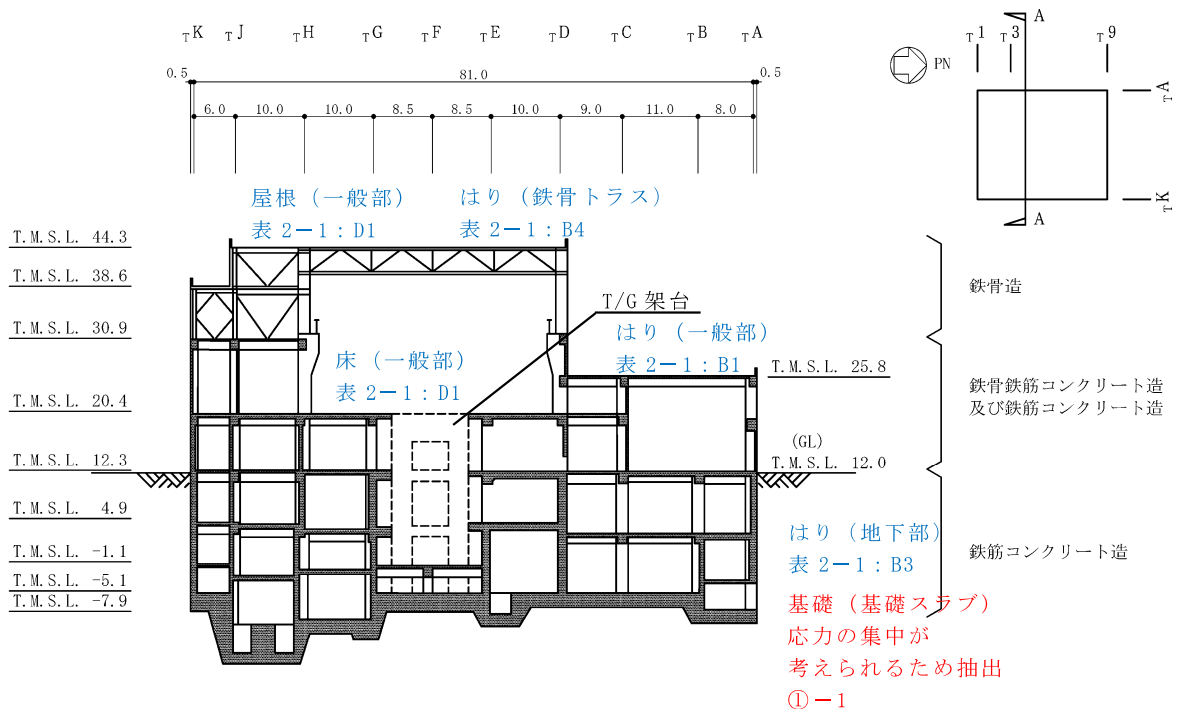 TK TJ TH TG TF TE TD TC TB TA
0.5 81.0 0.5
6.0 10.0 10.0 8.5 8.5 10.0 9.0 11.0 8.0
A
T1 T3 T9
PN
TA
TK
A
屋根(一般部)
表2-1:D1
はり(鉄骨トラス)
表2-1:B4
T.M.S.L. 44.3
T.M.S.L. 38.6
T.M.S.L. 30.9
T.M.S.L. 20.4
T.M.S.L. 12.3
T.M.S.L. 4.9
T.M.S.L. -1.1
T.M.S.L. -5.1
T.M.S.L. -7.9
T/G架台
はり(一般部)
表2-1:B1
床(一般部)
表2-1:D1
T.M.S.L. 25.8
(GL)
T.M.S.L. 12.0
鉄骨造
鉄骨鉄筋コンクリート造
及び鉄筋コンクリート造
鉄筋コンクリート造
はり(地下部)
表2-1:B3
基礎(基礎スラブ)
応力の集中が
考えられるため抽出
①-1